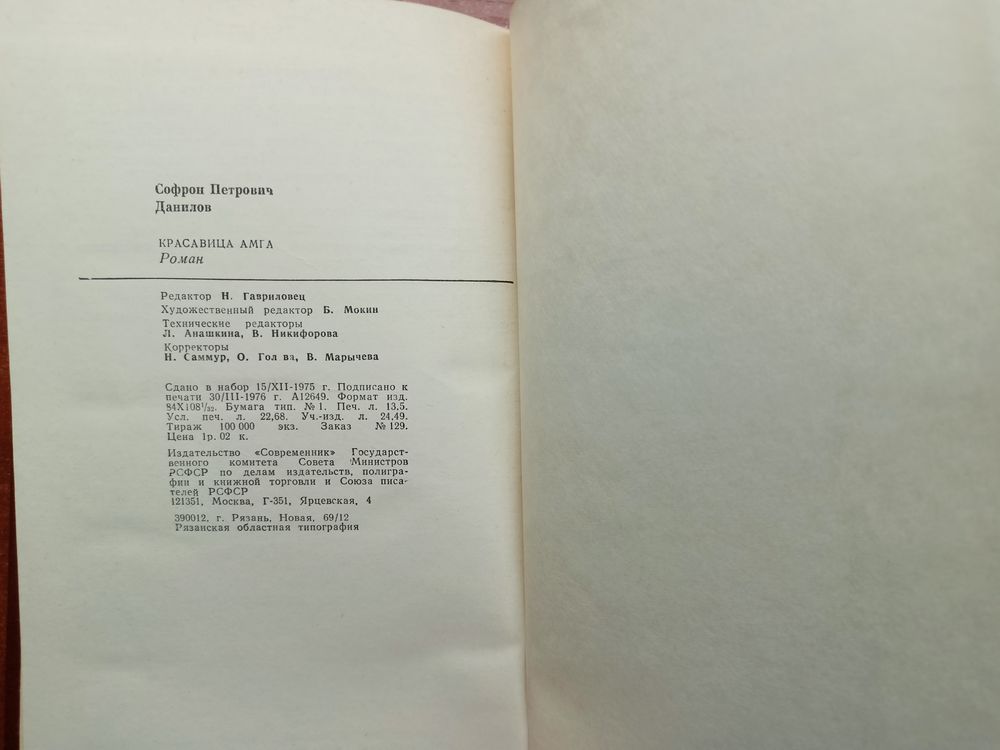 Софрон Петрович
Данилов
КРАСАВИЦА АМГА
Роман
Редактор Н. Гавриловец
Художественный редактор Б. Мокин
Технические редакторы
Л. Анашкина, В. Никифорова
Корректоры
Н. Саммур, О. Гол ва, В. Марычева
Сдано в набор 15/XII-1975 г. Подписано к
печати 30/III-1976 г. А12649. Формат изд.
84X108¹/₃₂. Бумага тип. № 1. Печ. л. 13,5.
Усл. печ. л. 22,68. Уч.-изд. л. 24,49.
Тираж 100 000 экз. Заказ № 129.
Цена 1р. 02 к.
Издательство «Современник» Государст-
венного комитета Совета Министров
РСФСР по делам издательств, полигра-
фии и книжной торговли и Союза писа-
телей РСФСР
121351, Москва, Г-351, Ярцевская, 4
390012, г. Рязань, Новая, 69/12
Рязанская областная типография